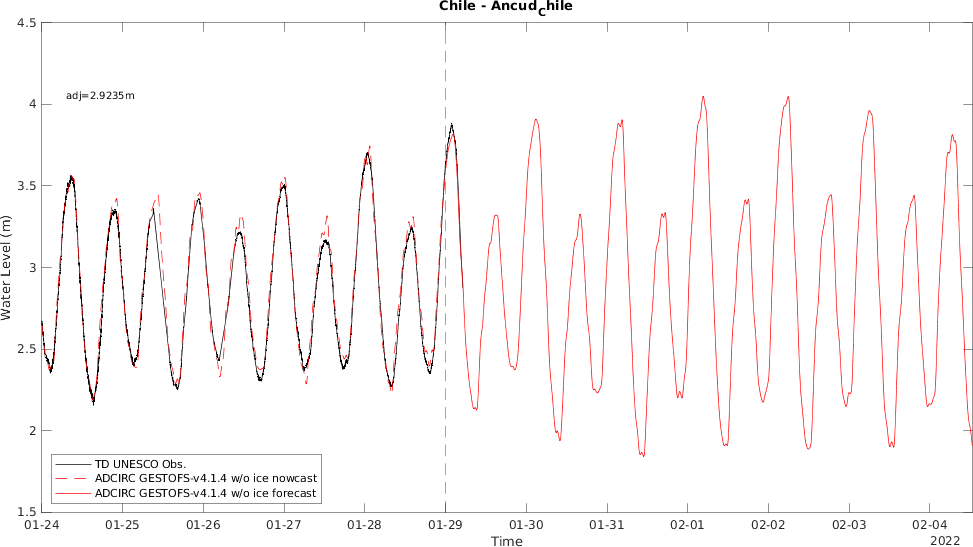 Chile - Ancud_Chile
4.5
adj=2.9235m
4
3.5
3
2.5
2
1.5
Water Level (m)
TD UNESCO Obs.
ADCIRC GESTOFS-v4.1.4 w/o ice nowcast
ADCIRC GESTOFS-v4.1.4 w/o ice forecast
01-24 01-25 01-26 01-27 01-28 01-29 01-30 01-31 02-01 02-02 02-03 02-04
Time
2022